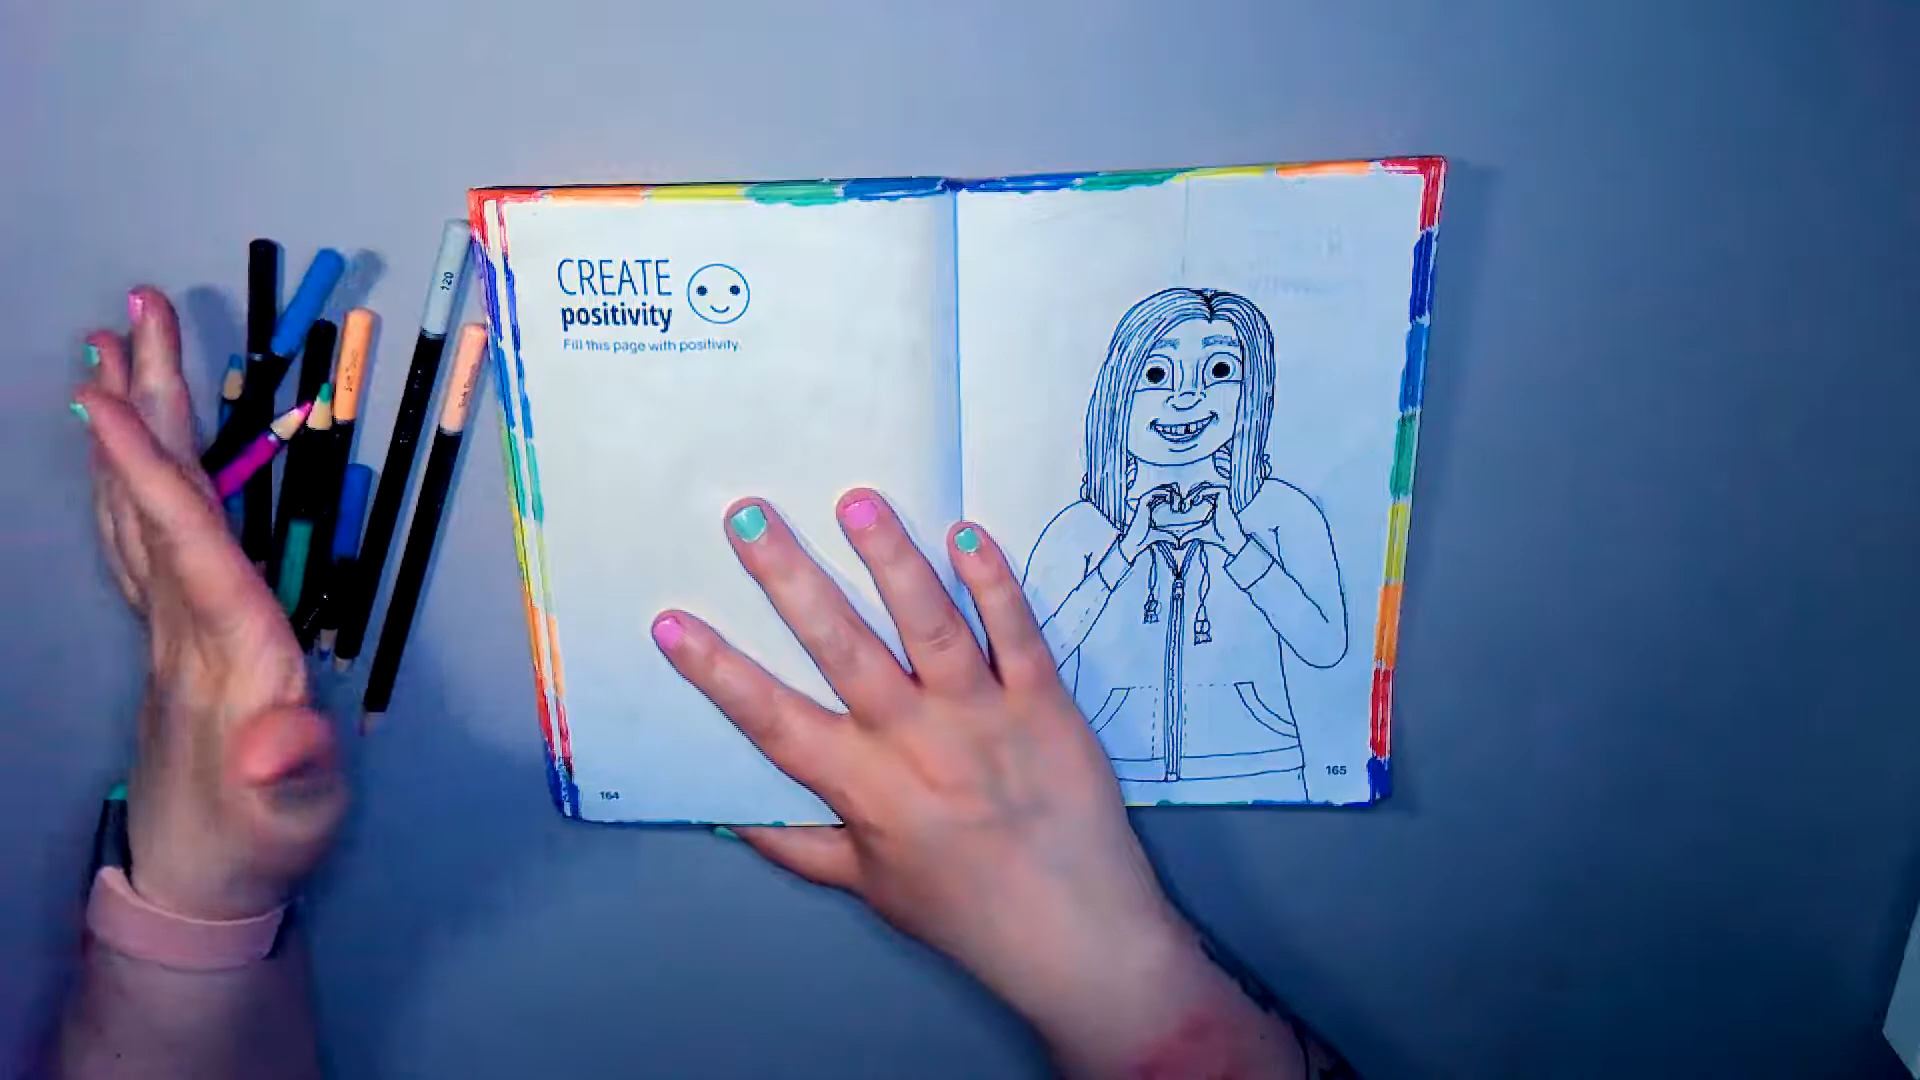 CREATE
positivity
Fill this page with positivity.
120
164
165